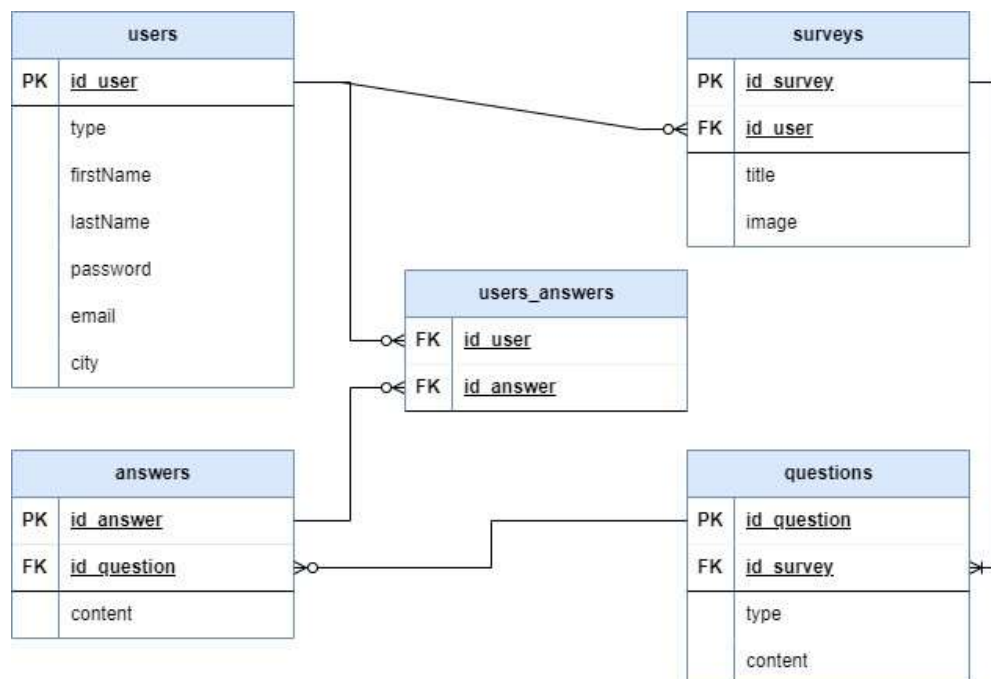 users
PK id_user
type
firstName
lastName
password
email
city
surveys
PK id_survey
FK id_user
title
image
users_answers
FK id_user
FK id_answer
answers
PK id_answer
FK id_question
content
questions
PK id_question
FK id_survey
type
content